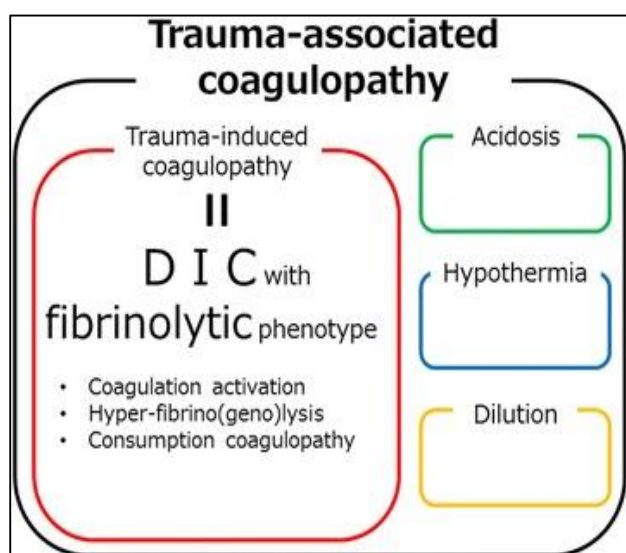 Trauma-associated
coagulopathy
Trauma-induced
coagulopathy
=
D I C with
fibrinolytic phenotype
• Coagulation activation
• Hyper-fibrino(geno)lysis
• Consumption coagulopathy
Acidosis
Hypothermia
Dilution